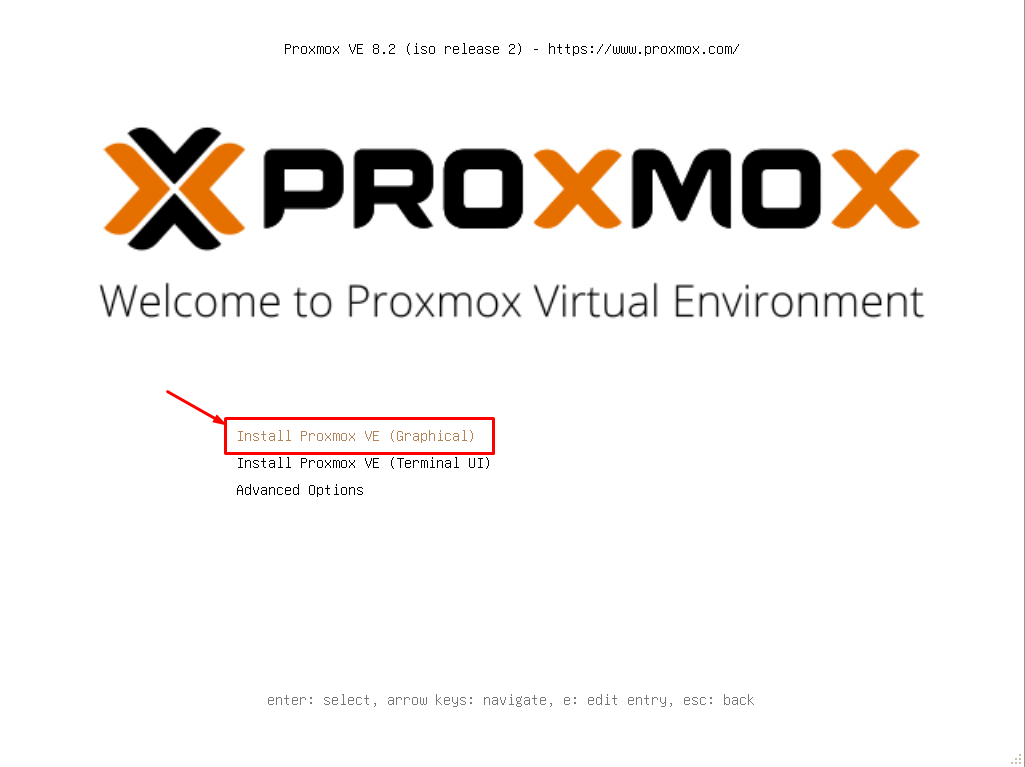 Proxmox VE 8.2 (iso release 2) - https://www.proxmox.com/
PROXMOX
Welcome to Proxmox Virtual Environment
Install Proxmox VE (Graphical)
Install Proxmox VE (Terminal UI)
Advanced Options
enter: select, arrow keys: navigate, e: edit entry, esc: back